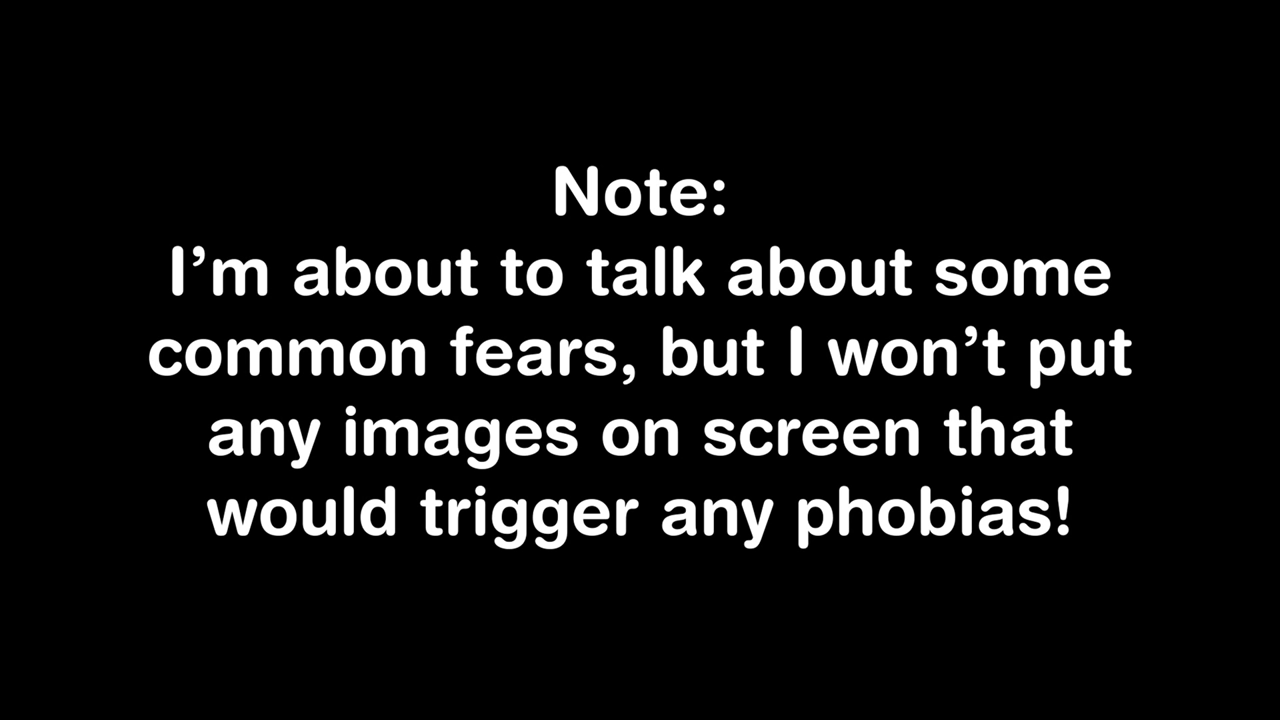 Note:
I’m about to talk about some
common fears, but I won’t put
any images on screen that
would trigger any phobias!